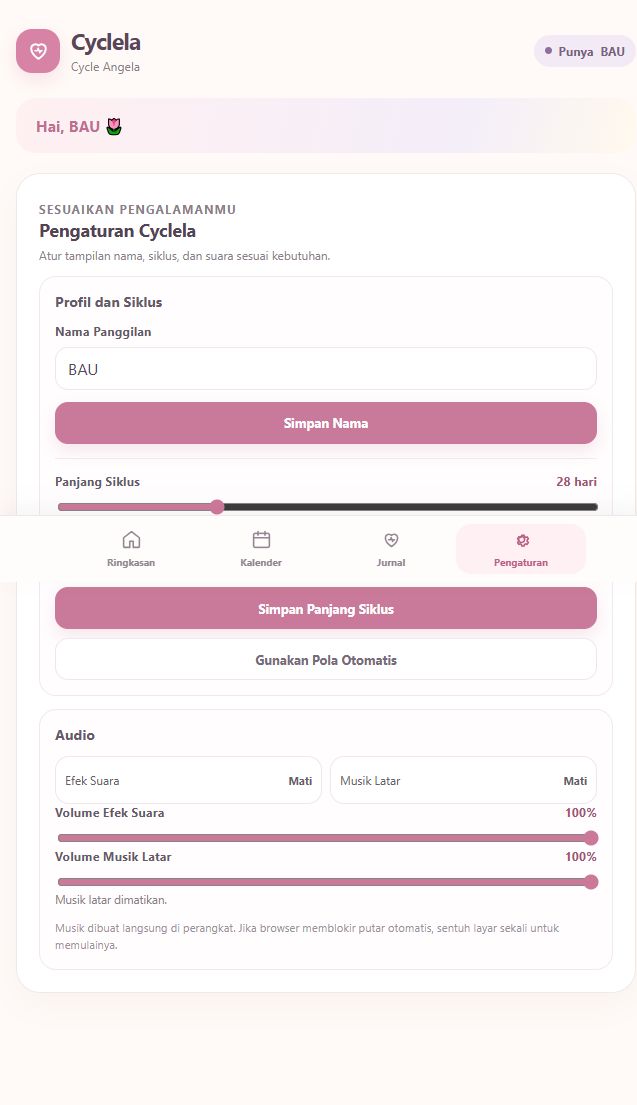 Cyclela
Cycle Angela
Punya BAU
Hai, BAU 🌷
SESUAIKAN PENGALAMANMU
Pengaturan Cyclela
Atur tampilan nama, siklus, dan suara sesuai kebutuhan.
Profil dan Siklus
Nama Panggilan
BAU
Simpan Nama
Panjang Siklus 28 hari
Ringkasan Kalender Jurnal Pengaturan
Simpan Panjang Siklus
Gunakan Pola Otomatis
Audio
Efek Suara Mati Musik Latar Mati
Volume Efek Suara 100%
Volume Musik Latar 100%
Musik latar dimatikan.
Musik dibuat langsung di perangkat. Jika browser memblokir putar otomatis, sentuh layar sekali untuk
memulainya.